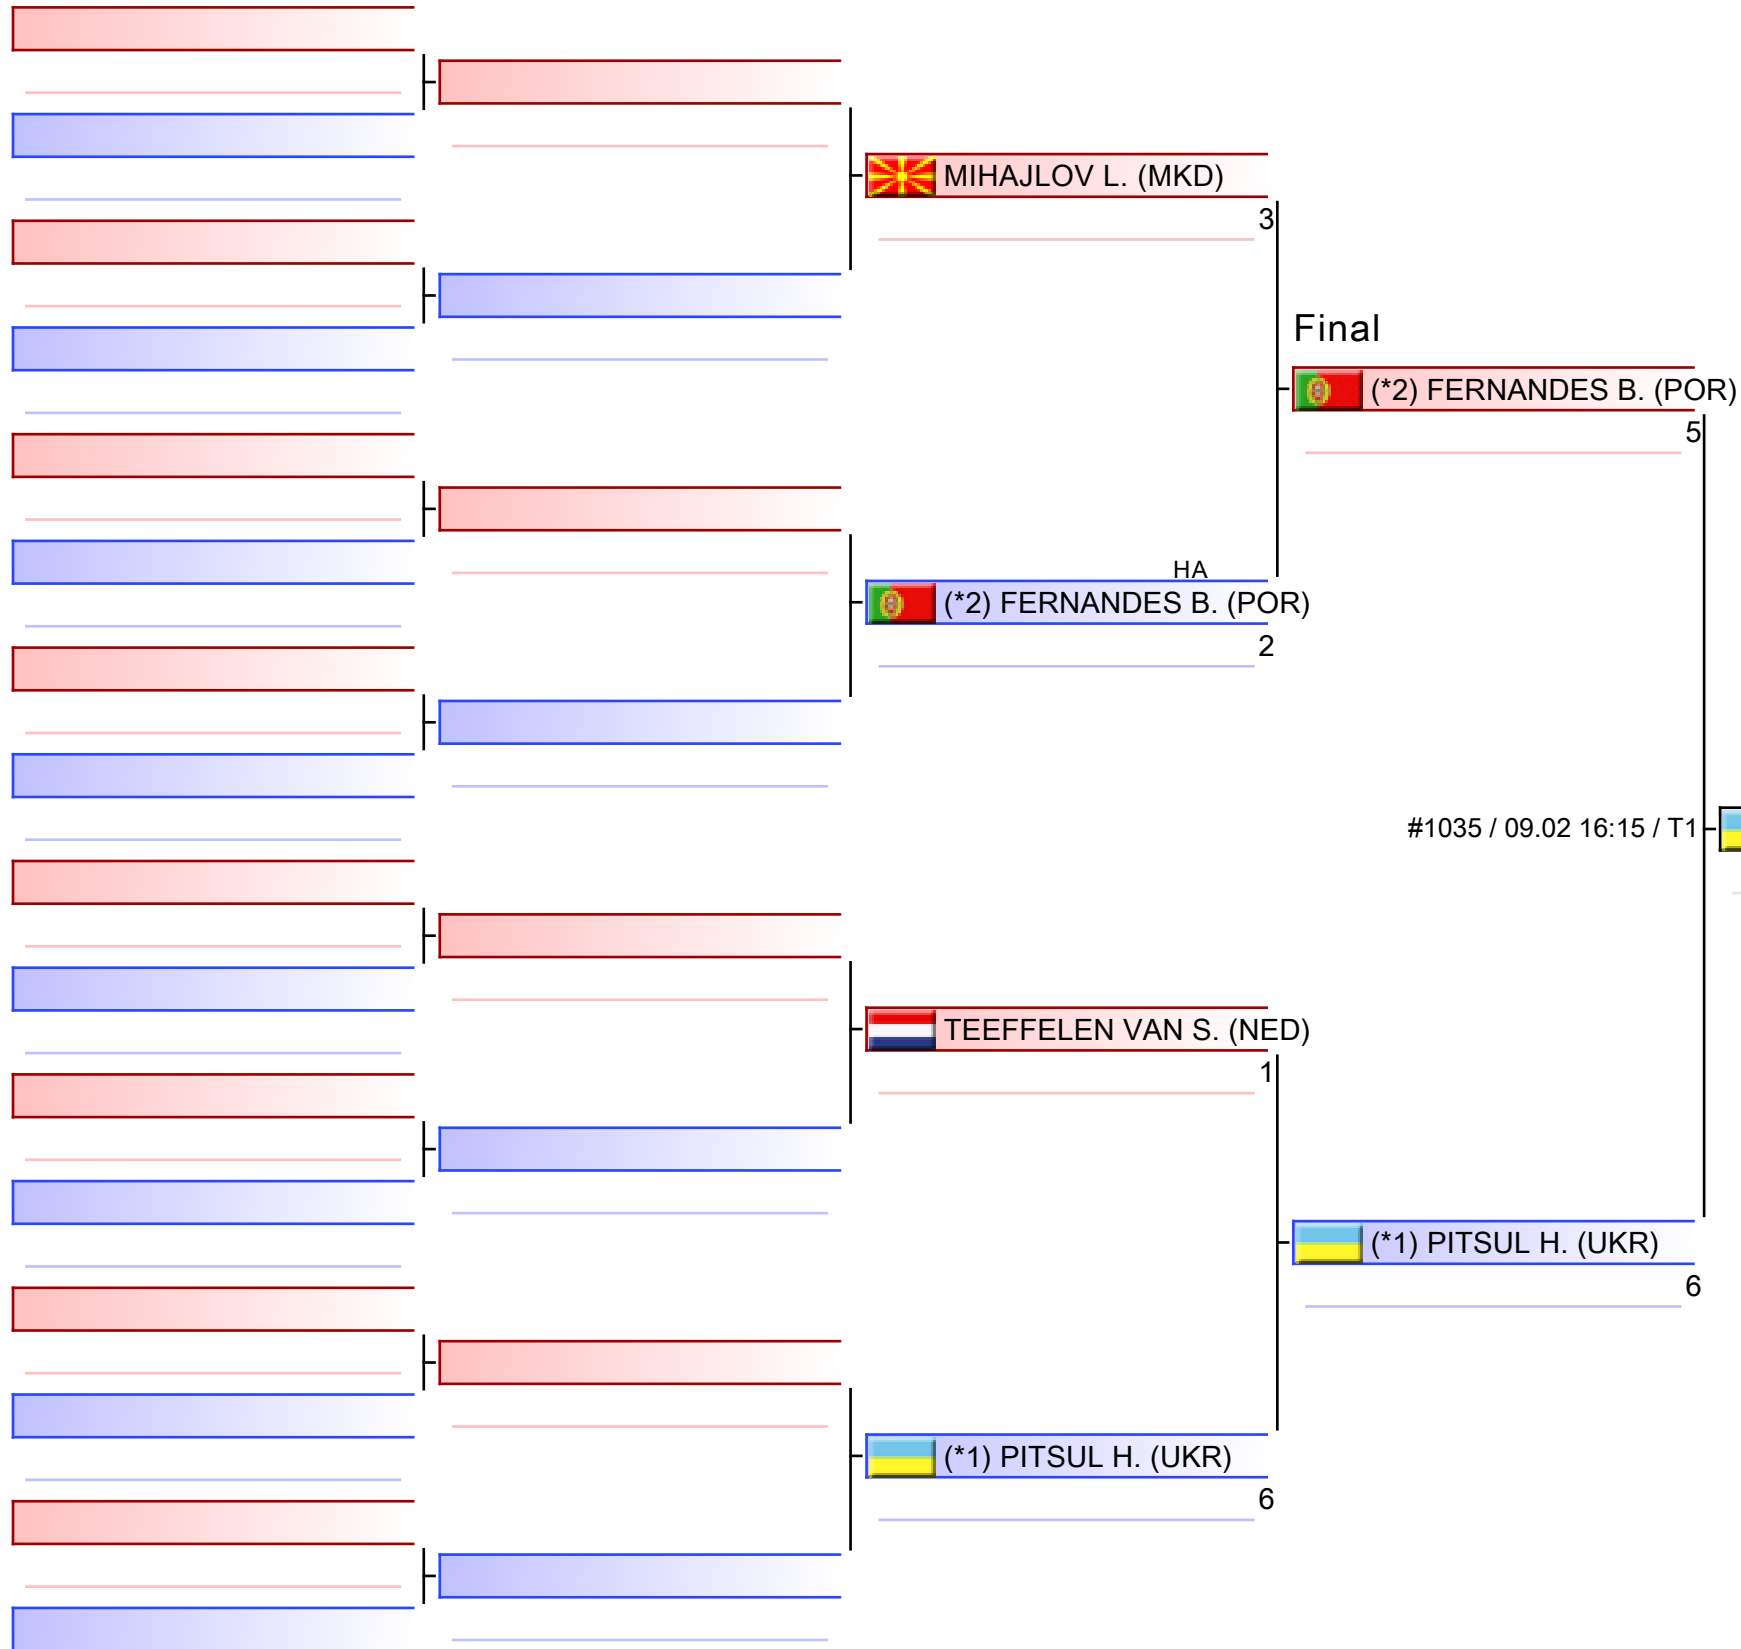 MIHAJLOV L. (MKD)
3
Final
(*2) FERNANDES B. (POR)
5
HA
(*2) FERNANDES B. (POR)
2
#1035 / 09.02 16:15 / T1
TEEFFELEN VAN S. (NED)
1
(*1) PITSUL H. (UKR)
6
(*1) PITSUL H. (UKR)
6